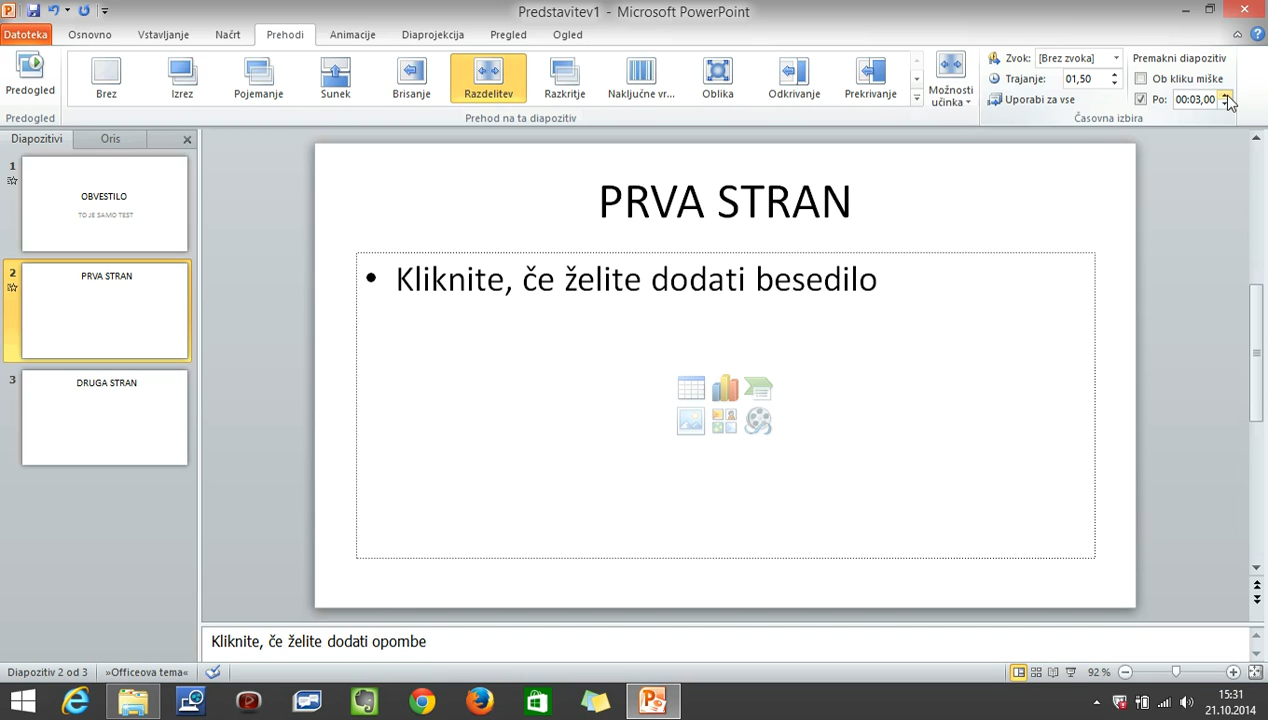 Predstavitev1 - Microsoft PowerPoint
Datoteka Osnovno Vstavljanje Načrt Prehodi Animacije Diaprojekcija Pregled Ogled
Predogled Brez Izrez Pojemanje Sunek Brisanje Razdelitev Razkritje Naključne vr... Oblika Odkrivanje Prekrivanje Možnosti učinka
Zvok: [Brez zvoka] Premakni diapozitiv
Trajanje: 01,50 Ob kliku miške
Uporabi za vse Po: 00:03,00
Predogled Prehod na ta diapozitiv Časovna izbira
Diapozitivi Oris
1
OBVESTILO
TO JE SAMO TEST
2
PRVA STRAN
3
DRUGA STRAN
PRVA STRAN
• Kliknite, če želite dodati besedilo
Kliknite, če želite dodati opombe
Diapozitiv 2 od 3 »Officeova tema« 92 %
15:31
21.10.2014